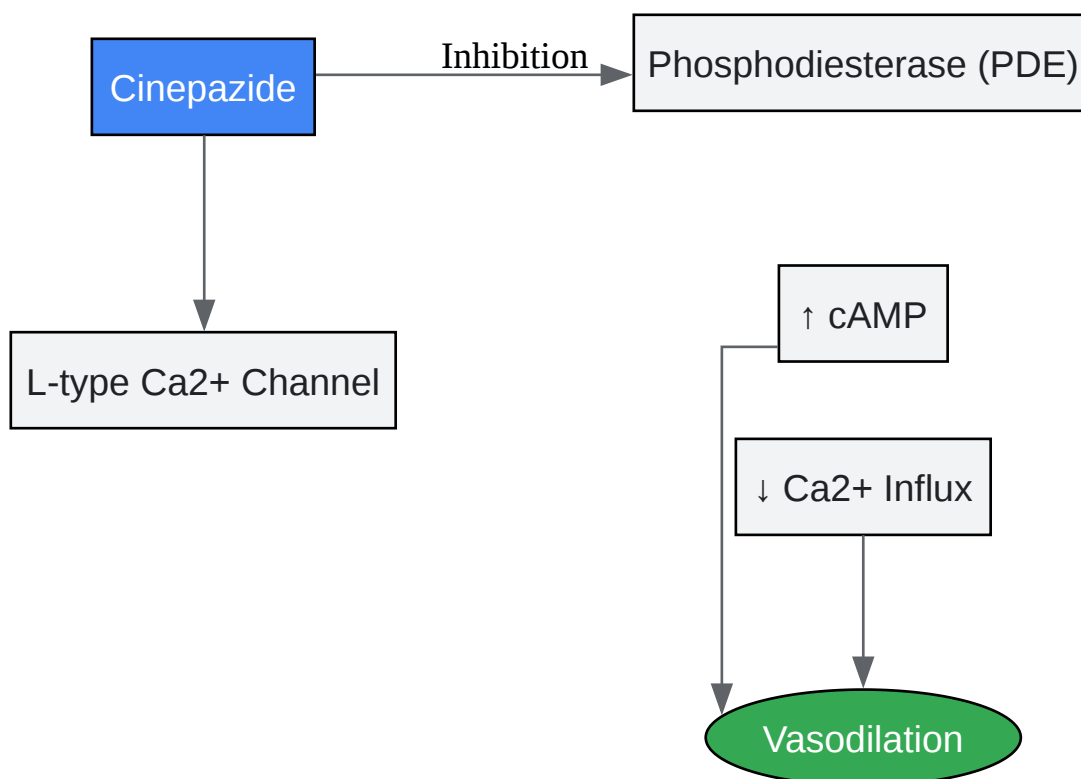 Cinepazide
Inhibition
Phosphodiesterase (PDE)
L-type Ca2+ Channel
↑ cAMP
↓ Ca2+ Influx
Vasodilation